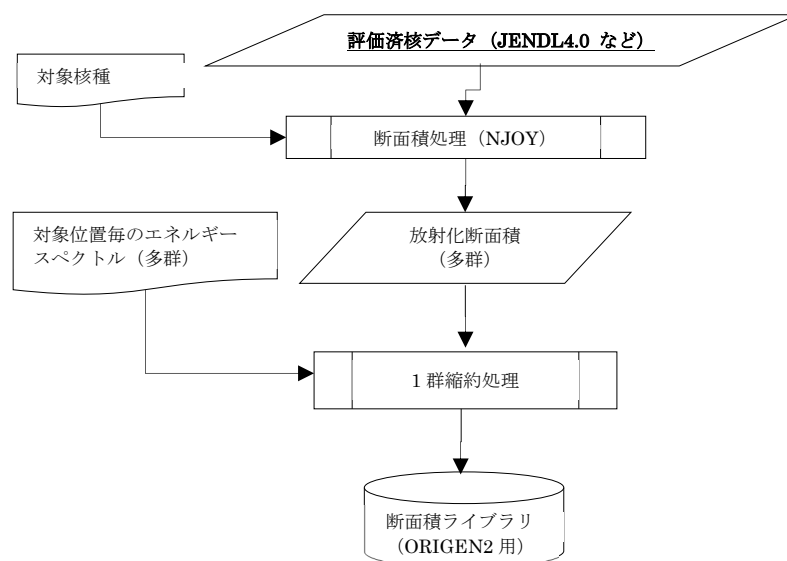 評価済核データ（JENDL4.0 など）
対象核種
断面積処理（NJOY）
対象位置毎のエネルギー
スペクトル（多群）
放射化断面積
（多群）
1 群縮約処理
断面積ライブラリ
（ORIGEN2 用）